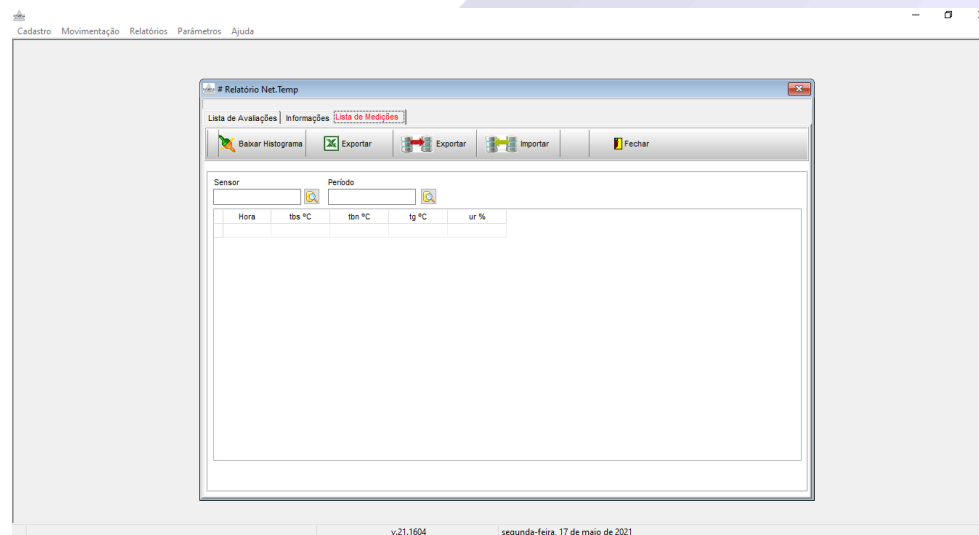 Cadastro Movimentação Relatórios Parâmetros Ajuda
# Relatório Net.Temp
Lista de Avaliações Informações Lista de Medições
Baixar Histograma Exportar Exportar Importar Fechar
Sensor Período
Hora tbs ºC tbn ºC tg ºC ur %
v.21.1604 segunda-feira, 17 de maio de 2021